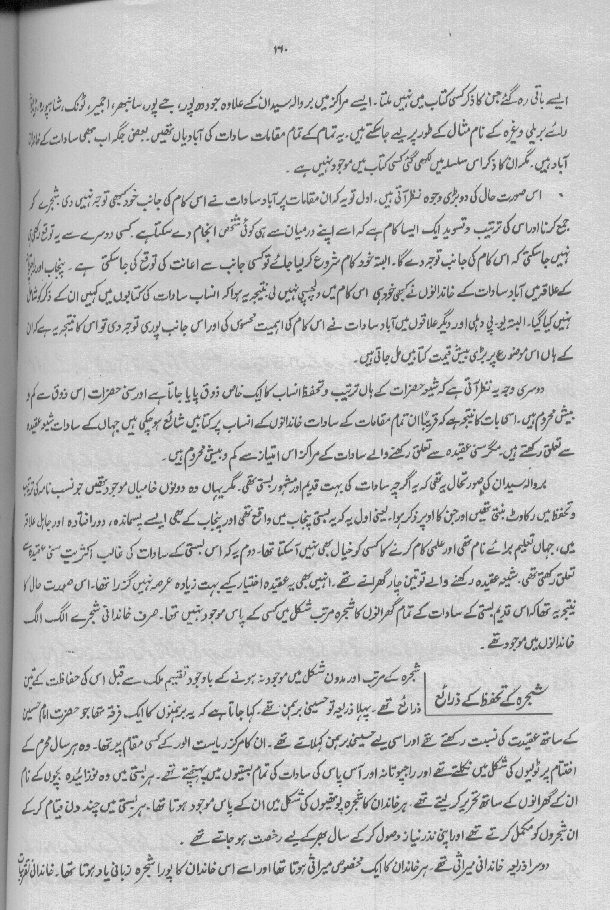 ۱۶۰
ایسے باقی رہ گئے جن کا ذکر کسی کتاب میں نہیں ملتا۔ ایسے مراکز میں بروالہ سیدان کے علاوہ جودھ پور، جے پور، سانبھر، اجمیر، ٹونک، شاہپورہ
رائے بریلی وغیرہ کے نام مثال کے طور پر لیے جا سکتے ہیں۔ یہ تمام کے تمام مقامات سادات کی آبادیاں تھیں۔ بعض جگہ اب بھی سادات کے خاندان
آباد ہیں۔ مگر ان کا ذکر اس سلسلہ میں لکھی گئی کسی کتاب میں موجود نہیں ہے ۔
اس صورت حال کی دو بڑی وجوہ نظر آتی ہیں۔ اول تو یہ کہ ان مقامات پر آباد سادات نے اس کام کی جانب خود کبھی توجہ نہیں دی۔ شجرے کو
جمع کرنا اور اس کی ترتیب و تسوید ایک ایسا کام ہے کہ اسے اپنے درمیان سے ہی کوئی شخص انجام دے سکتا ہے۔ کسی دوسرے سے یہ توقع رکھی
نہیں جا سکتی کہ اس کام کی جانب توجہ دے گا۔ البتہ خود کام شروع کر لیا جائے تو کسی جانب سے اعانت کی توقع کی جا سکتی ہے ۔ پنجاب اور
کے علاقہ میں آباد سادات کے خاندانوں نے کبھی خود ہی اس کام میں دلچسپی نہیں لی نتیجہ یہ ہوا کہ انساب سادات کی کتابوں میں کہیں ان کے ذکر کو شامل
نہیں کیا گیا۔ البتہ یو۔پی دہلی اور دیگر علاقوں میں آباد سادات نے اس کام کی اہمیت محسوس کی اور اس جانب پوری توجہ دی تو اس کا نتیجہ یہ ہے کہ ان
کے ہاں اس موضوع پر بڑی بیش قیمت کتابیں مل جاتی ہیں۔
دوسری وجہ یہ نظر آتی ہے کہ شیعہ حضرات کے ہاں ترتیب و تحفظ انساب کا ایک خاص ذوق پایا جاتا ہے اور سنی حضرات اس ذوق سے کم و
بیش محروم ہیں۔ اسی بات کا نتیجہ ہے کہ قریباً ان تمام مقامات کے سادات خاندانوں کے انساب پر کتابیں شائع ہو چکی ہیں جہاں کے سادات شیعہ عقیدہ
سے تعلق رکھتے ہیں۔ مگر سنی عقیدہ سے تعلق رکھنے والے سادات کے مراکز اس امتیاز سے کم و بیش محروم ہیں۔
بروالہ سیدان کی صورتحال یہ تھی کہ یہ اگرچہ سادات کی بہت قدیم اور مشہور بستی تھی۔ مگر یہاں وہ دونوں خامیاں موجود تھیں جو نسب نامہ کی ترتیب
و تحفظ میں رکاوٹ بنتی تھیں اور جن کا اوپر ذکر ہوا۔ یعنی اول یہ کہ یہ بستی پنجاب میں واقع تھی اور پنجاب کے بھی ایسے پسماندہ، دور افتادہ اور جاہل علاقہ
میں، جہاں تعلیم برائے نام تھی اور علمی کام کرنے کا کسی کو خیال بھی نہیں آ سکتا تھا۔ دوم یہ کہ اس بستی کے سادات کی غالب اکثریت سنی عقیدہ سے
تعلق رکھتی تھی۔ شیعہ عقیدہ رکھنے والے تو تین چار گھرانے تھے، انہیں بھی یہ عقیدہ اختیار کیے بہت زیادہ عرصہ نہیں گزرا تھا۔ اس صورت حال کا
نتیجہ یہ تھا کہ اس قدیم بستی کے سادات کے تمام گھرانوں کا شجرہ مرتب شکل میں کسی کے پاس موجود نہیں تھا۔ صرف خاندانی شجرے الگ الگ
خاندانوں میں موجود تھے ۔
شجرہ کے تحفظ کے ذرائع
شجرہ کے مرتب اور مدون شکل میں موجود نہ ہونے کے باوجود تقسیم ملک سے قبل اس کی حفاظت کے تین
ذرائع تھے ۔ پہلا ذریعہ تو حسینی برہمن تھے۔ کہا جاتا ہے کہ یہ برہمنوں کا ایک فرقہ تھا جو حضرت امام حسین
کے ساتھ عقیدت کی نسبت رکھتے تھے اور اسی لیے حسینی برہمن کہلاتے تھے ۔ ان کا مرکز ریاست الور کے کسی مقام پر تھا۔ وہ ہر سال محرم کے
اختتام پر ٹولیوں کی شکل میں نکلتے تھے اور راجپوتانہ اور آس پاس کی سادات کی تمام بستیوں میں پہنچتے تھے۔ ہر بستی میں وہ نوزائیدہ بچوں کے نام
ان کے گھرانوں کے ساتھ تحریر کر لیتے تھے۔ ہر خاندان کا شجرہ پوتھیوں کی شکل میں ان کے پاس موجود ہوتا تھا۔ ہر بستی میں چند دن قیام کر کے
ان شجروں کو مکمل کرتے تھے اور اپنی نذر نیاز وصول کر کے سال بھر کے لیے رخصت ہو جاتے تھے ۔
دوسرا ذریعہ خاندانی میراثی تھے۔ ہر خاندان کا ایک مخصوص میراثی ہوتا تھا اور اسے اس خاندان کا پورا شجرہ زبانی یاد ہوتا تھا۔ خاندانی تقریبات